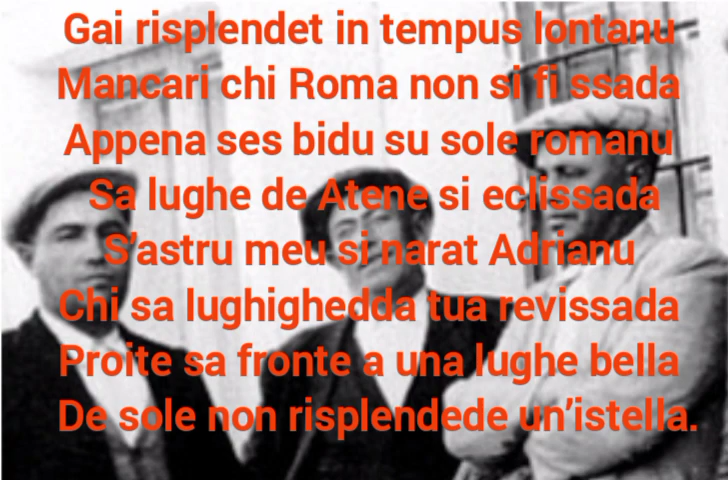 Gai risplendet in tempus lontanu
Mancari chi Roma non si fi ssada
Appena ses bidu su sole romanu
Sa lughe de Atene si eclissada
S’astru meu si narat Adrianu
Chi sa lughighedda tua revissada
Proite sa fronte a una lughe bella
De sole non risplendede un’istella.